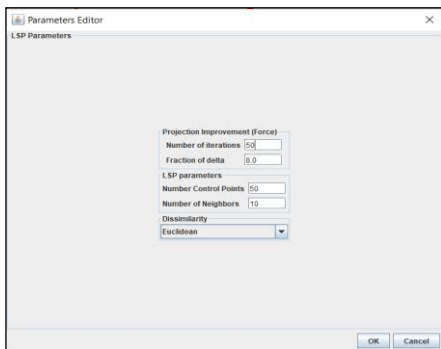 Parameters Editor
LSP Parameters
Projection Improvement (Force)
Number of iterations 50
Fraction of delta 8.0
LSP parameters
Number Control Points 50
Number of Neighbors 10
Dissimilarity
Euclidean
OK Cancel